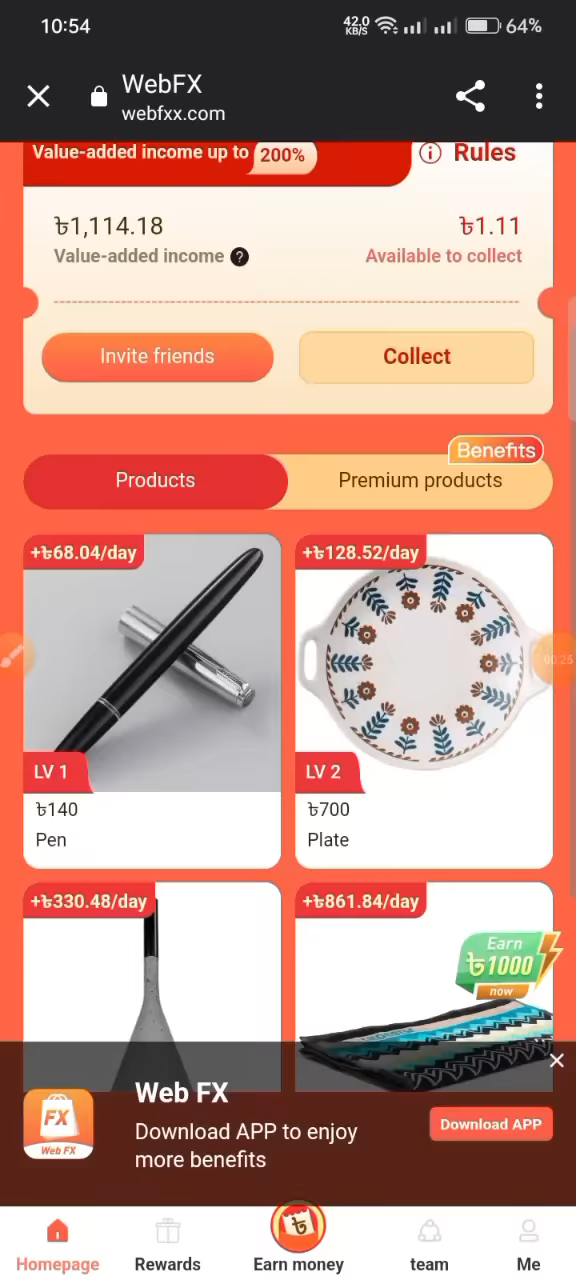 10:54
42.0 KB/S
64%
WebFX
webfxx.com
Value-added income up to 200%
Rules
৳1,114.18
৳1.11
Value-added income ?
Available to collect
Invite friends
Collect
Benefits
Products
Premium products
+৳68.04/day
+৳128.52/day
00:25
LV 1
LV 2
৳140
৳700
Pen
Plate
+৳330.48/day
+৳861.84/day
Earn
৳1000
now
Web FX
Download APP to enjoy
more benefits
Download APP
FX
Web FX
Homepage
Rewards
Earn money
team
Me